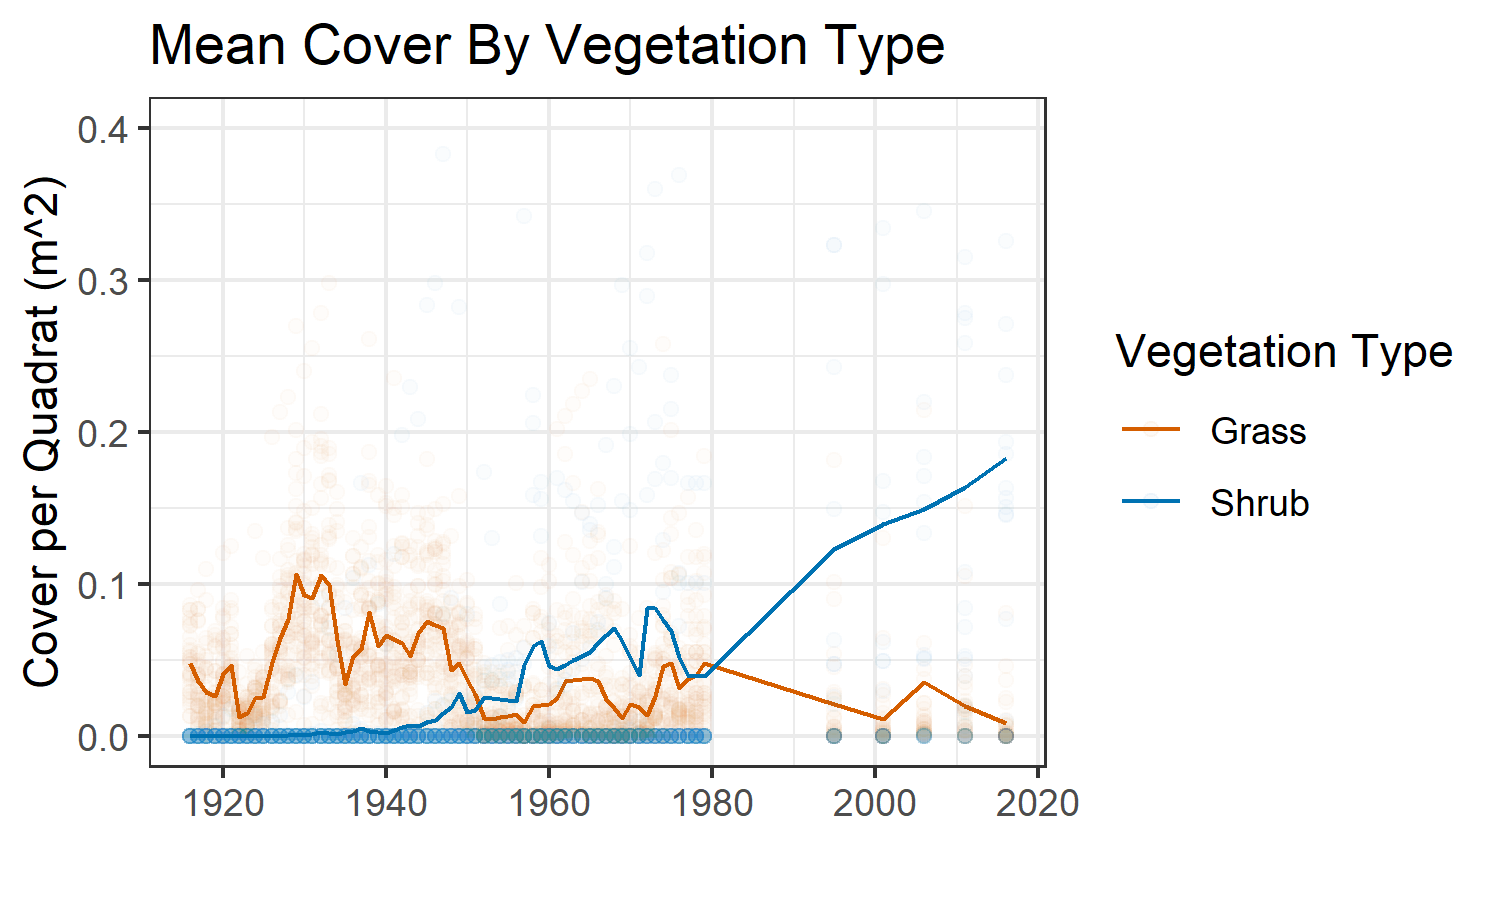 Mean Cover By Vegetation Type
Cover per Quadrat (m^2)
0.4
0.3
0.2
0.1
0.0
1920 1940 1960 1980 2000 2020
Vegetation Type
Grass
Shrub